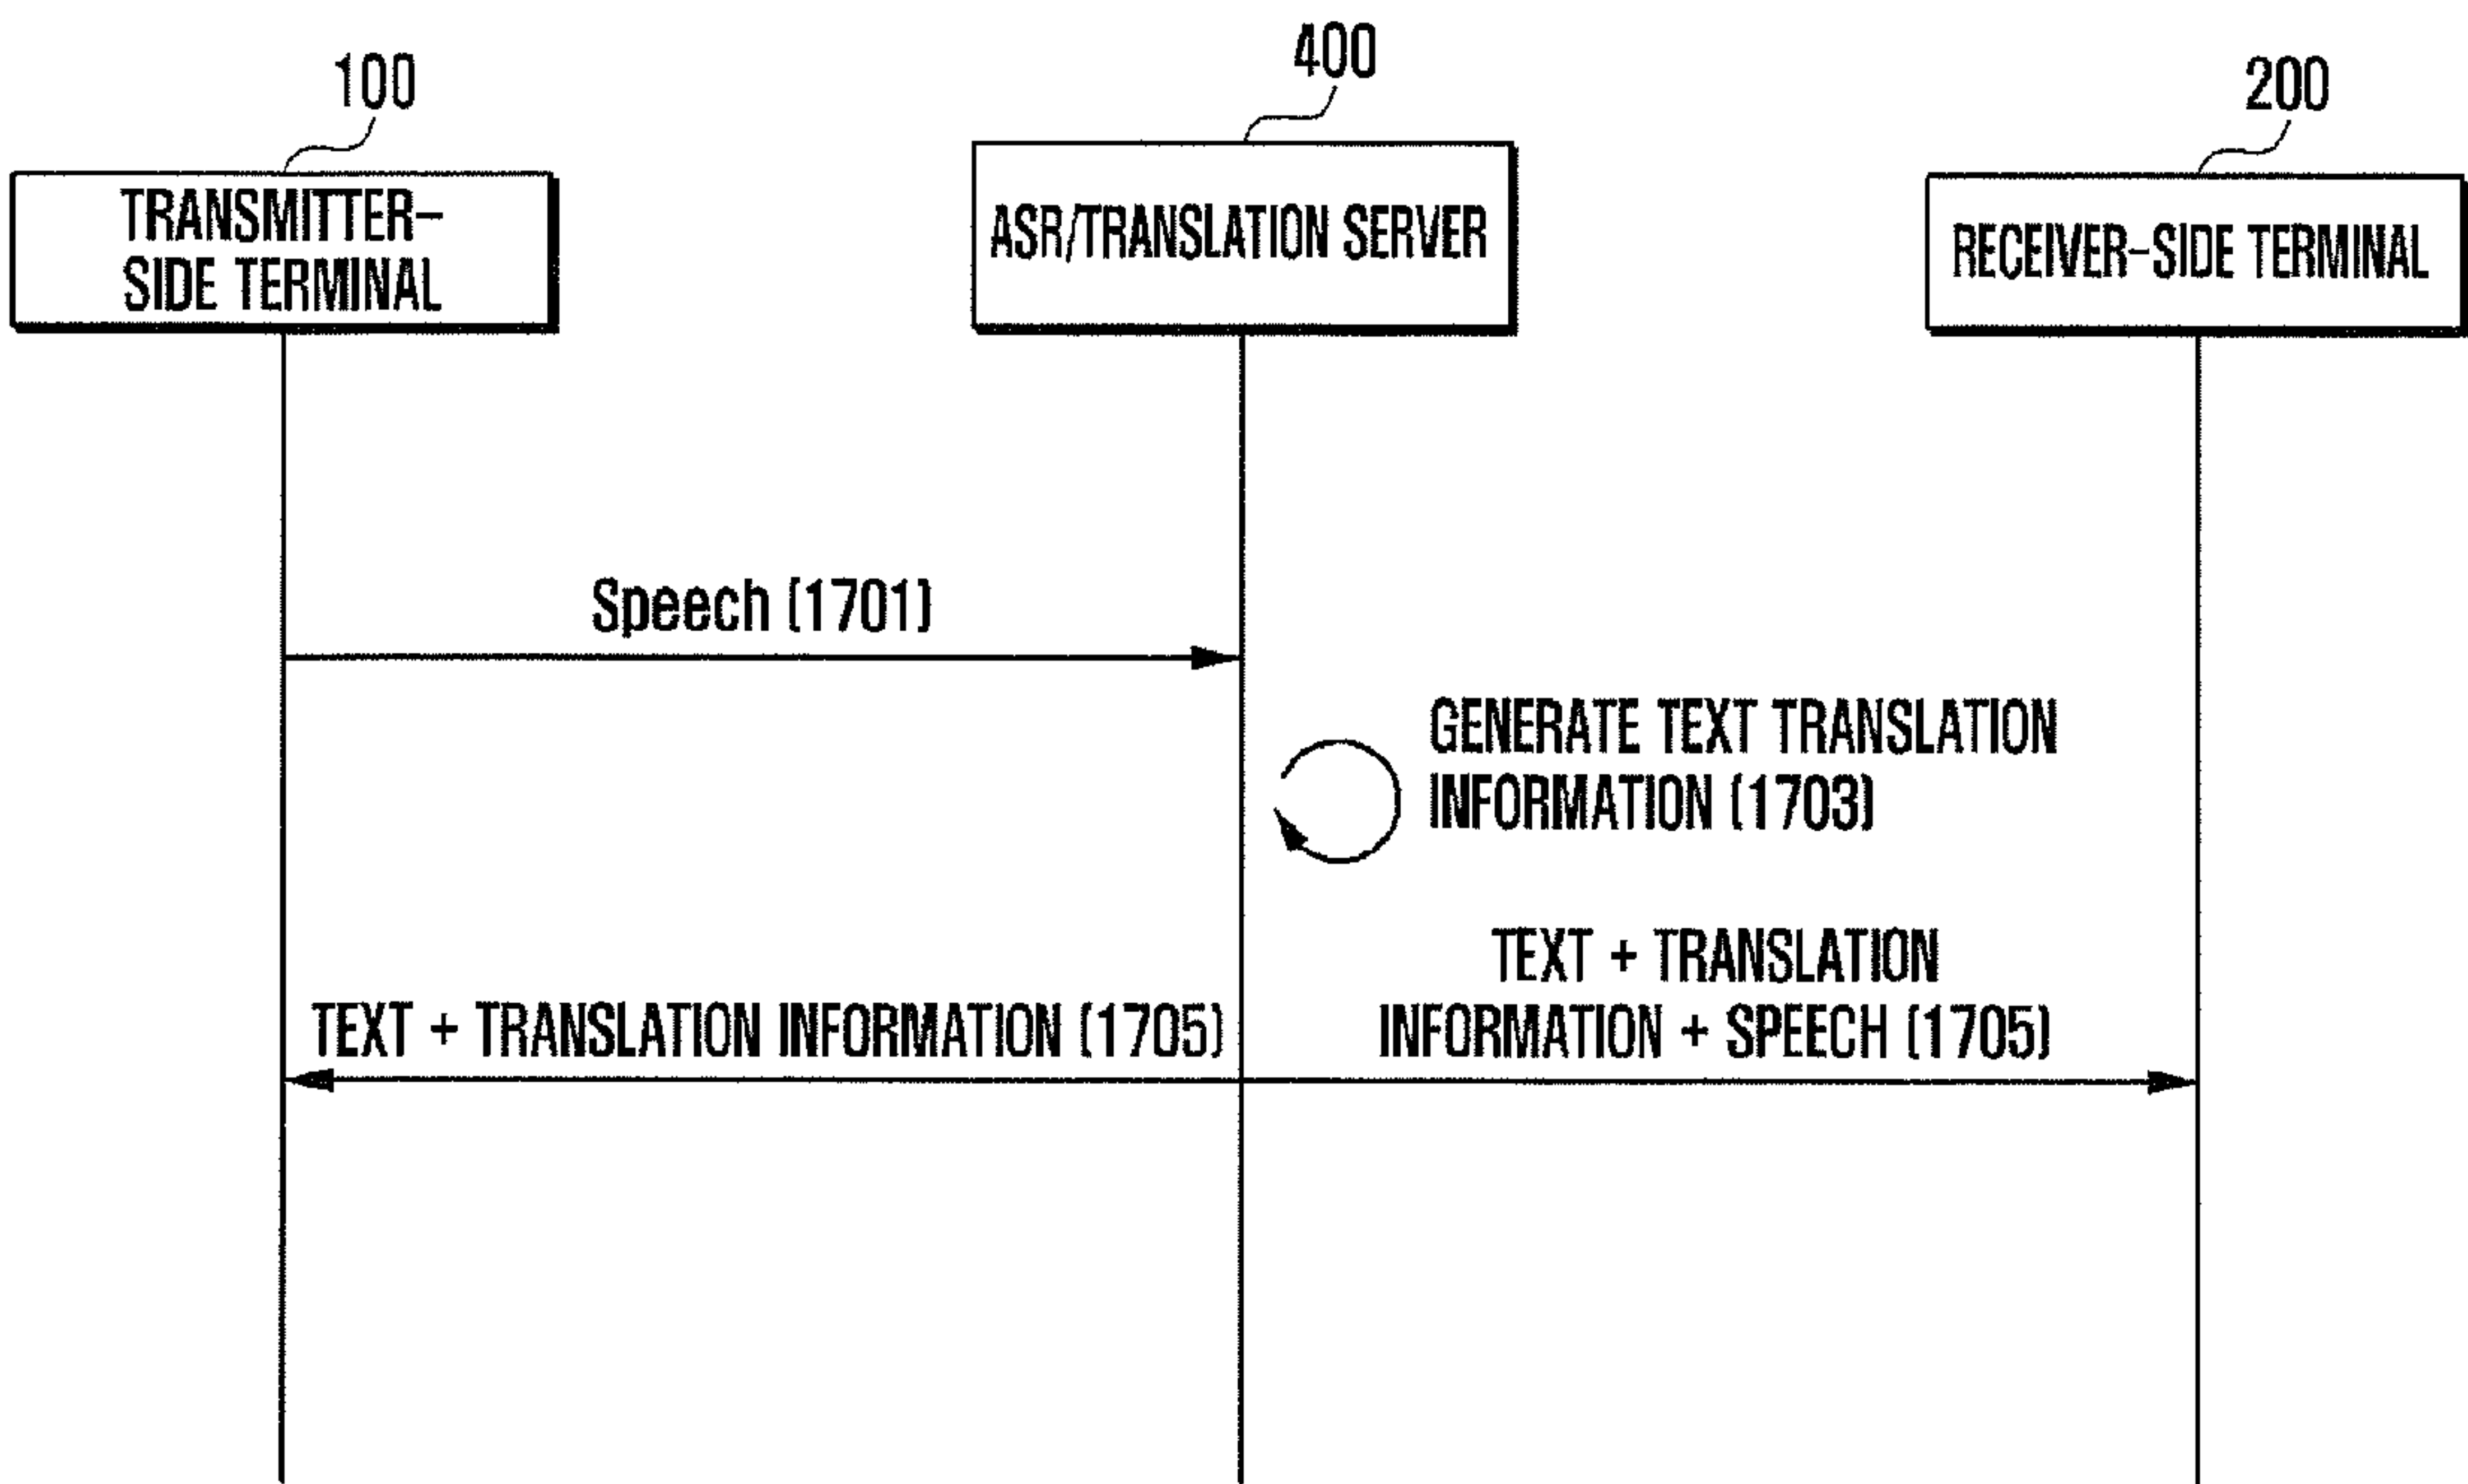 100
400
200
TRANSMITTER-
SIDE TERMINAL
ASR/TRANSLATION SERVER
RECEIVER-SIDE TERMINAL
Speech (1701)
GENERATE TEXT TRANSLATION
INFORMATION (1703)
TEXT + TRANSLATION INFORMATION (1705)
TEXT + TRANSLATION
INFORMATION + SPEECH (1705)